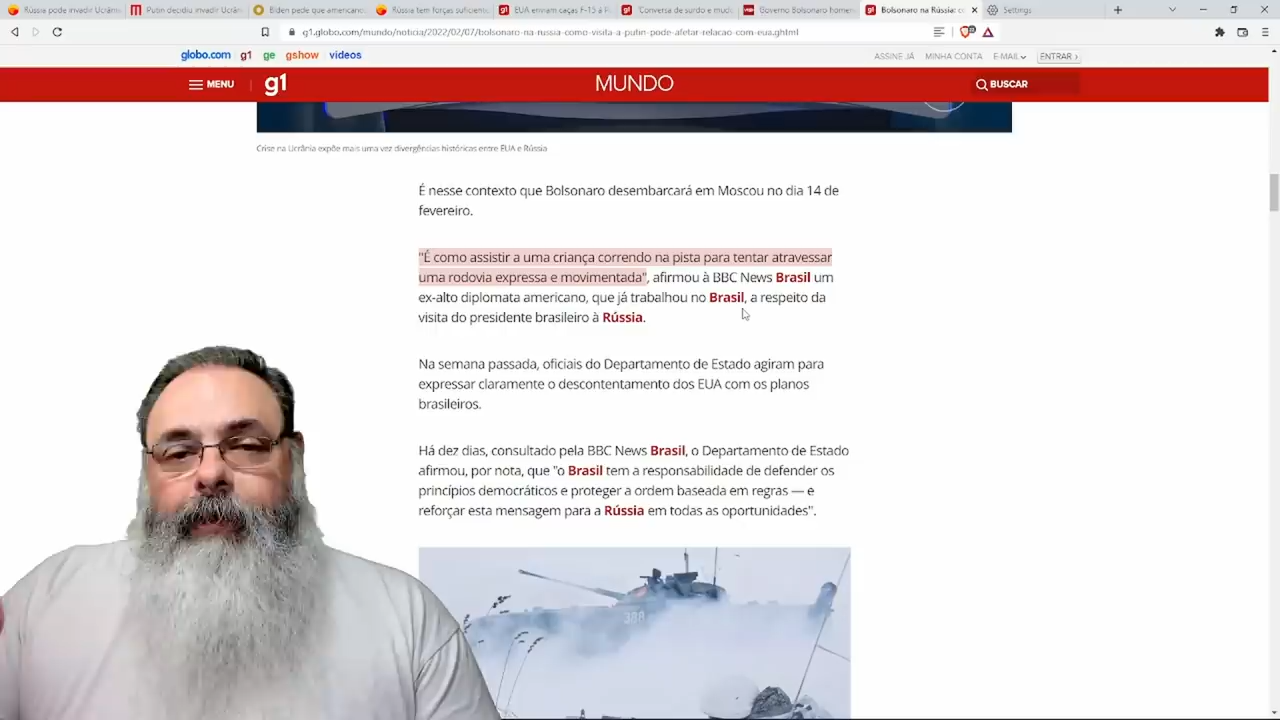 Rússia pode invadir Ucrâni
Putin decidiu invadir Ucrân
Biden pede que americano
Rússia tem forças suficiente
EUA enviam caças F-15 à P
'Conversa de surdo e mudo
Governo Bolsonaro homen
Bolsonaro na Rússia: co
Settings
g1.globo.com/mundo/noticia/2022/02/07/bolsonaro-na-russia-como-visita-a-putin-pode-afetar-relacao-com-eua.ghtml
globo.com g1 ge gshow vídeos
ASSINE JÁ MINHA CONTA E-MAIL ENTRAR ›
MENU g1 MUNDO BUSCAR
Crise na Ucrânia expõe mais uma vez divergências históricas entre EUA e Rússia
É nesse contexto que Bolsonaro desembarcará em Moscou no dia 14 de
fevereiro.
"É como assistir a uma criança correndo na pista para tentar atravessar
uma rodovia expressa e movimentada", afirmou à BBC News Brasil um
ex-alto diplomata americano, que já trabalhou no Brasil, a respeito da
visita do presidente brasileiro à Rússia.
Na semana passada, oficiais do Departamento de Estado agiram para
expressar claramente o descontentamento dos EUA com os planos
brasileiros.
Há dez dias, consultado pela BBC News Brasil, o Departamento de Estado
afirmou, por nota, que "o Brasil tem a responsabilidade de defender os
princípios democráticos e proteger a ordem baseada em regras — e
reforçar esta mensagem para a Rússia em todas as oportunidades".
388